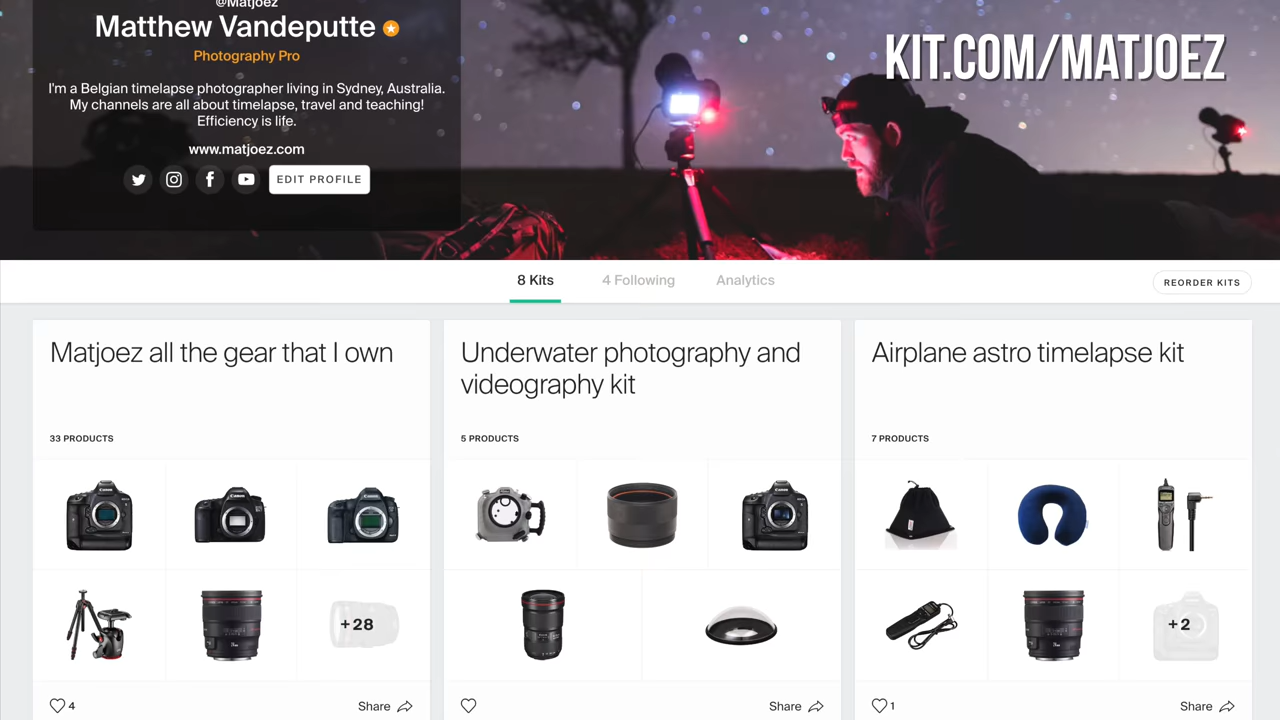 @Matjoez
Matthew Vandeputte
Photography Pro
I'm a Belgian timelapse photographer living in Sydney, Australia.
My channels are all about timelapse, travel and teaching!
Efficiency is life.
www.matjoez.com
EDIT PROFILE
KIT.COM/MATJOEZ
8 Kits
4 Following
Analytics
REORDER KITS
Matjoez all the gear that I own
33 PRODUCTS
+28
4
Share
Underwater photography and
videography kit
5 PRODUCTS
Share
Airplane astro timelapse kit
7 PRODUCTS
+2
1
Share